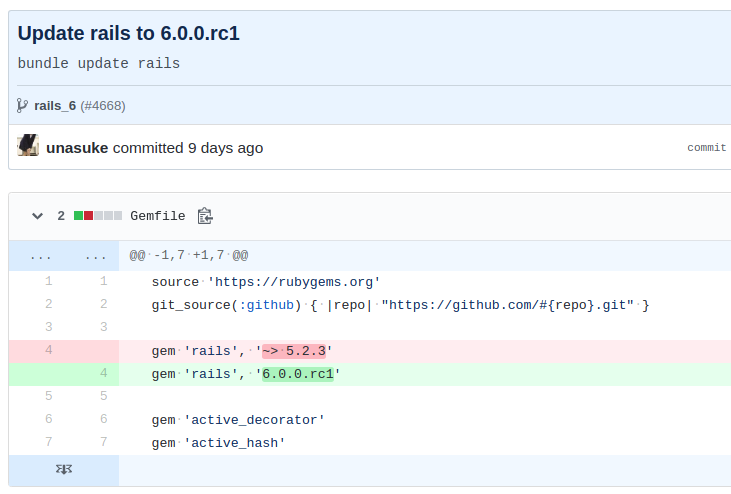 Update rails to 6.0.0.rc1
bundle update rails
rails_6 (#4668)
unasuke committed 9 days ago commit
2 Gemfile
... ... @@ -1,7 +1,7 @@
1 1 source 'https://rubygems.org'
2 2 git_source(:github) { |repo| "https://github.com/#{repo}.git" }
3 3
4 gem 'rails', '~> 5.2.3'
4 gem 'rails', '6.0.0.rc1'
5 5
6 6 gem 'active_decorator'
7 7 gem 'active_hash'